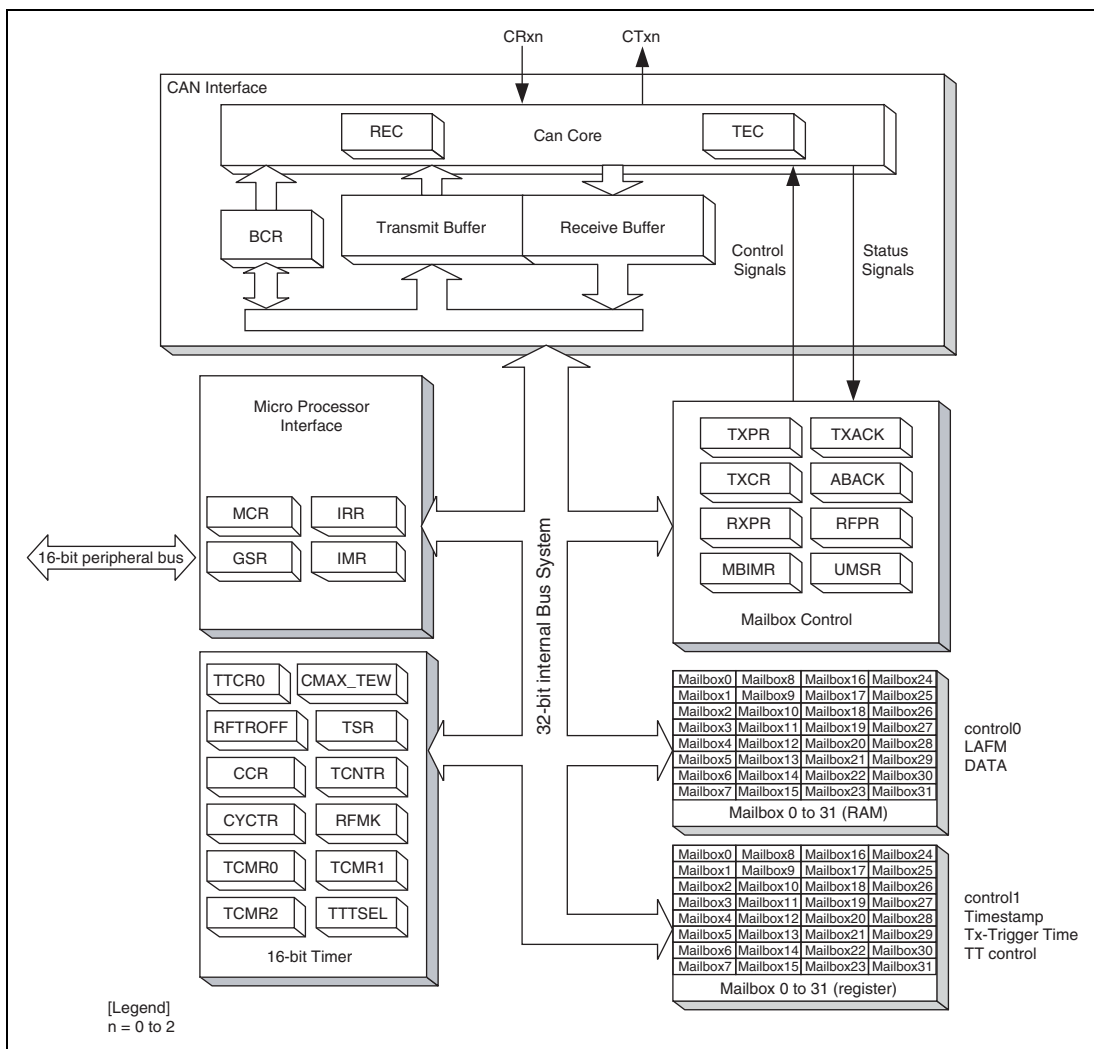 CRxn CTxn
CAN Interface
REC Can Core TEC
BCR Transmit Buffer Receive Buffer
Control Signals
Status Signals
Micro Processor
Interface
MCR IRR
GSR IMR
16-bit peripheral bus
32-bit internal Bus System
TXPR TXACK
TXCR ABACK
RXPR RFPR
MBIMR UMSR
Mailbox Control
TTCR0 CMAX_TEW
RFTROFF TSR
CCR TCNTR
CYCTR RFMK
TCMR0 TCMR1
TCMR2 TTTSEL
16-bit Timer
Mailbox0 Mailbox8 Mailbox16 Mailbox24
Mailbox1 Mailbox9 Mailbox17 Mailbox25
Mailbox2 Mailbox10 Mailbox18 Mailbox26
Mailbox3 Mailbox11 Mailbox19 Mailbox27
Mailbox4 Mailbox12 Mailbox20 Mailbox28
Mailbox5 Mailbox13 Mailbox21 Mailbox29
Mailbox6 Mailbox14 Mailbox22 Mailbox30
Mailbox7 Mailbox15 Mailbox23 Mailbox31
Mailbox 0 to 31 (RAM)
control0
LAFM
DATA
Mailbox0 Mailbox8 Mailbox16 Mailbox24
Mailbox1 Mailbox9 Mailbox17 Mailbox25
Mailbox2 Mailbox10 Mailbox18 Mailbox26
Mailbox3 Mailbox11 Mailbox19 Mailbox27
Mailbox4 Mailbox12 Mailbox20 Mailbox28
Mailbox5 Mailbox13 Mailbox21 Mailbox29
Mailbox6 Mailbox14 Mailbox22 Mailbox30
Mailbox7 Mailbox15 Mailbox23 Mailbox31
Mailbox 0 to 31 (register)
control1
Timestamp
Tx-Trigger Time
TT control
[Legend]
n = 0 to 2